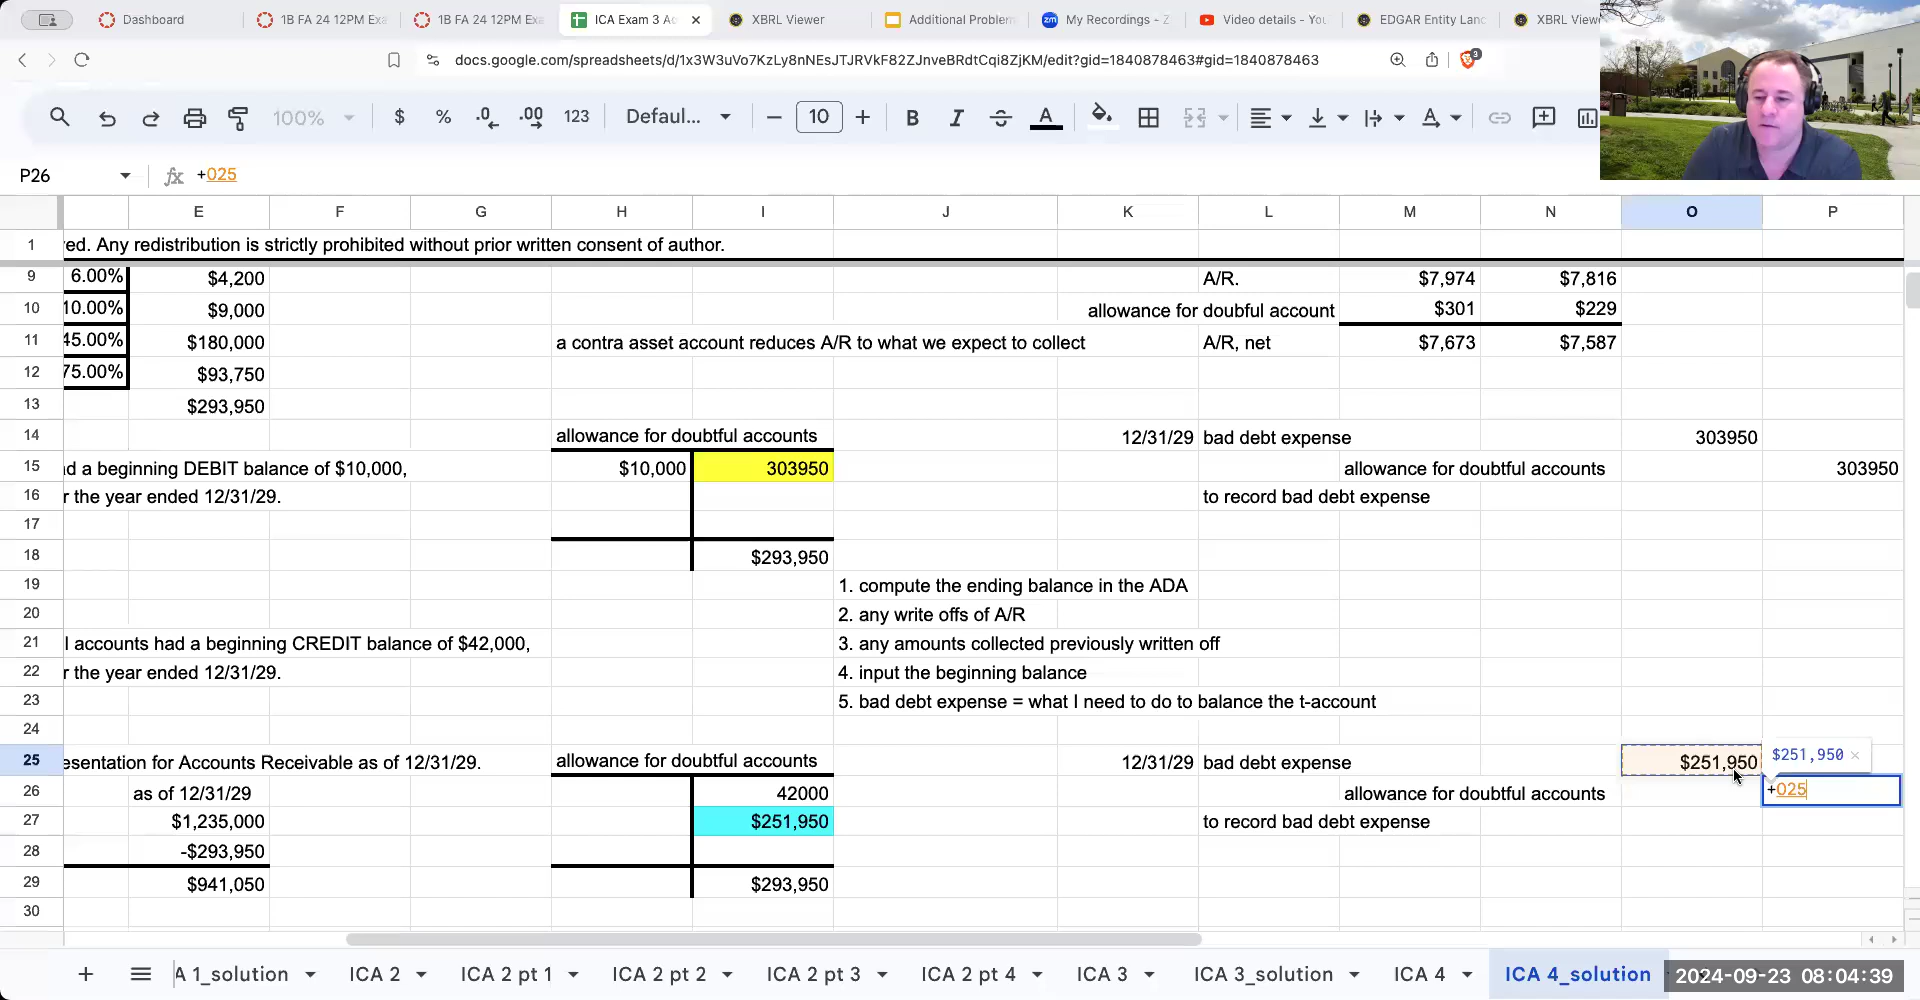 Dashboard
1B FA 24 12PM Exa
1B FA 24 12PM Exa
ICA Exam 3 Ac
XBRL Viewer
Additional Problem
My Recordings - Z
Video details - You
EDGAR Entity Land
XBRL View
docs.google.com/spreadsheets/d/1x3W3uVo7KzLy8nNEsJTJRVkF82ZJnveBRdtCqi8ZjKM/edit?gid=1840878463#gid=1840878463
3
100% $ % .0 .00 123 Defaul... − 10 + B I S A
P26 fx +O25
E F G H I J K L M N O P
1 red. Any redistribution is strictly prohibited without prior written consent of author.
9 6.00% $4,200 A/R. $7,974 $7,816
10 10.00% $9,000 allowance for doubful account $301 $229
11 45.00% $180,000 a contra asset account reduces A/R to what we expect to collect A/R, net $7,673 $7,587
12 75.00% $93,750
13 $293,950
14 allowance for doubtful accounts 12/31/29 bad debt expense 303950
15 ad a beginning DEBIT balance of $10,000, $10,000 303950 allowance for doubtful accounts 303950
16 r the year ended 12/31/29. to record bad debt expense
17
18 $293,950
19 1. compute the ending balance in the ADA
20 2. any write offs of A/R
21 l accounts had a beginning CREDIT balance of $42,000, 3. any amounts collected previously written off
22 r the year ended 12/31/29. 4. input the beginning balance
23 5. bad debt expense = what I need to do to balance the t-account
24
25 esentation for Accounts Receivable as of 12/31/29. allowance for doubtful accounts 12/31/29 bad debt expense $251,950 $251,950 ×
26 as of 12/31/29 42000 allowance for doubtful accounts +O25
27 $1,235,000 $251,950 to record bad debt expense
28 -$293,950
29 $941,050 $293,950
30
+ A 1_solution ICA 2 ICA 2 pt 1 ICA 2 pt 2 ICA 2 pt 3 ICA 2 pt 4 ICA 3 ICA 3_solution ICA 4 ICA 4_solution
2024-09-23 08:04:39